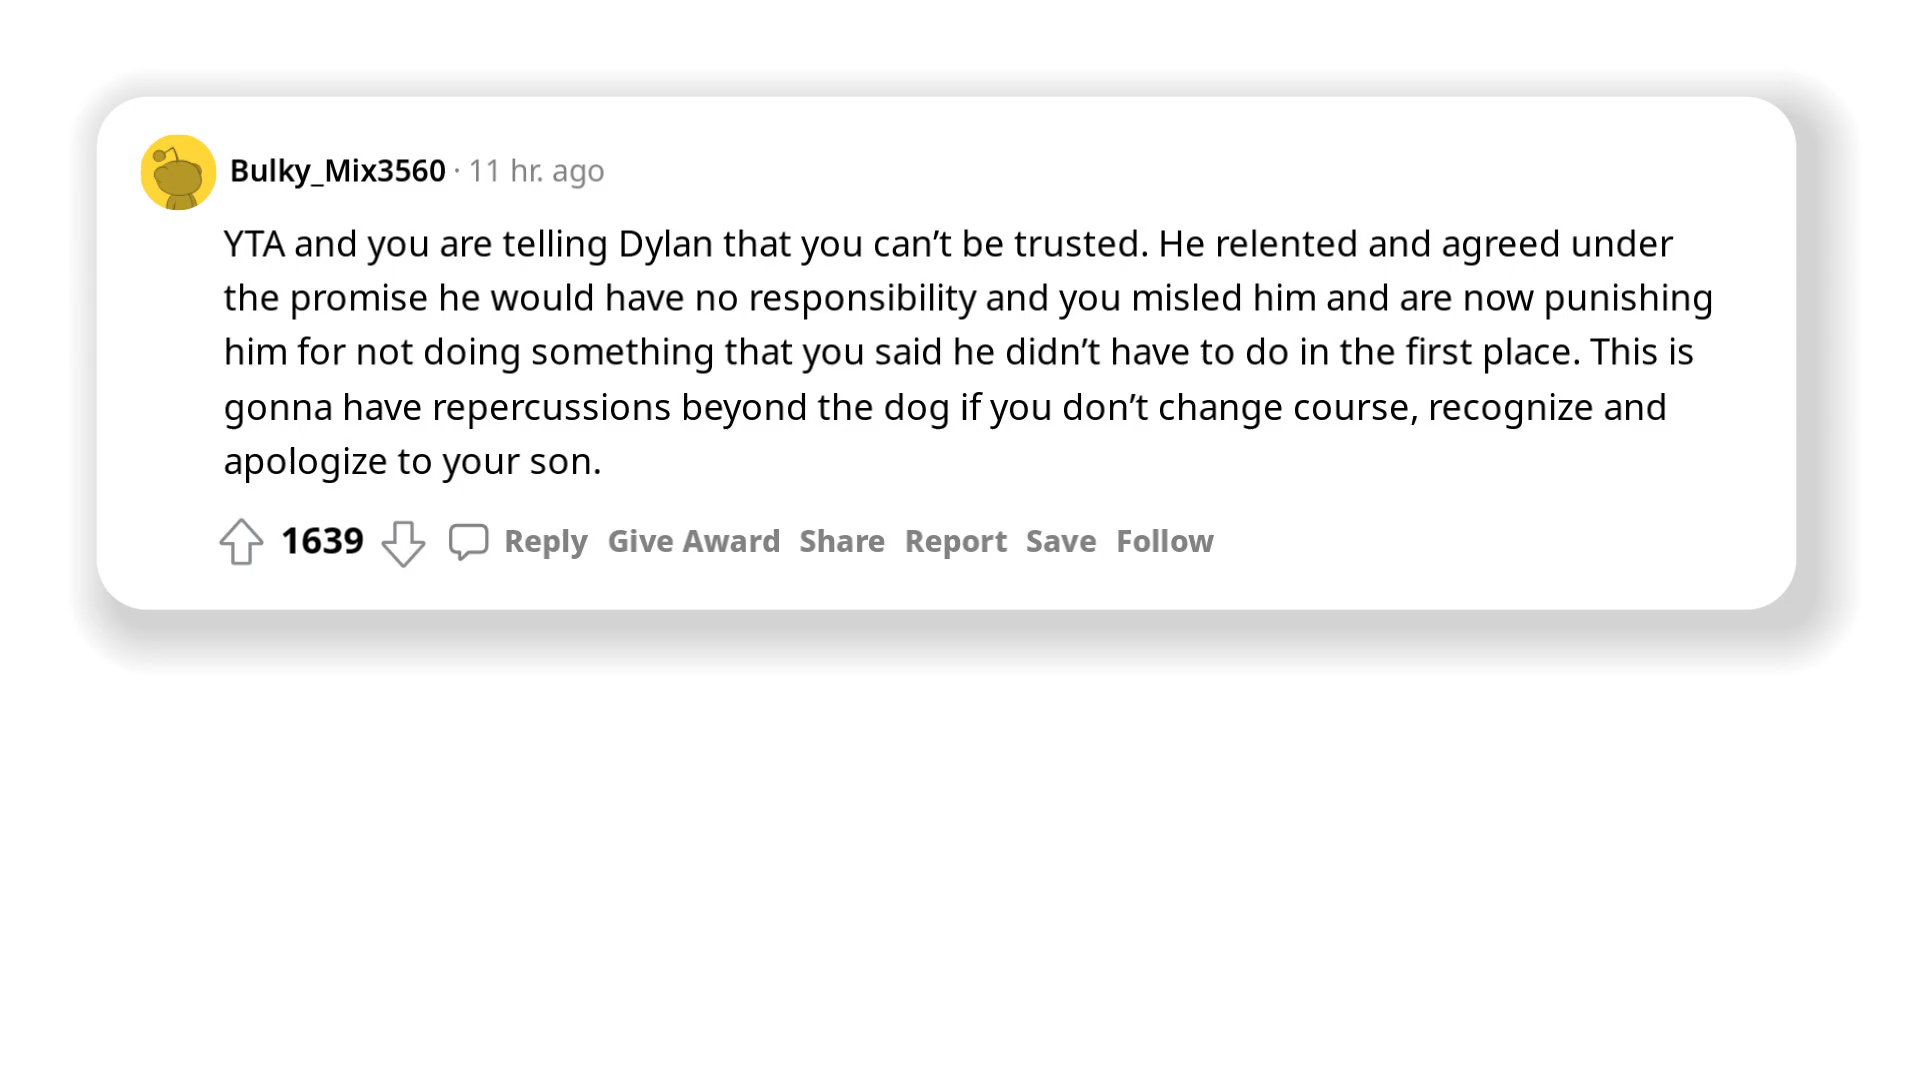 Bulky_Mix3560 · 11 hr. ago
YTA and you are telling Dylan that you can’t be trusted. He relented and agreed under
the promise he would have no responsibility and you misled him and are now punishing
him for not doing something that you said he didn’t have to do in the first place. This is
gonna have repercussions beyond the dog if you don’t change course, recognize and
apologize to your son.
1639 Reply Give Award Share Report Save Follow